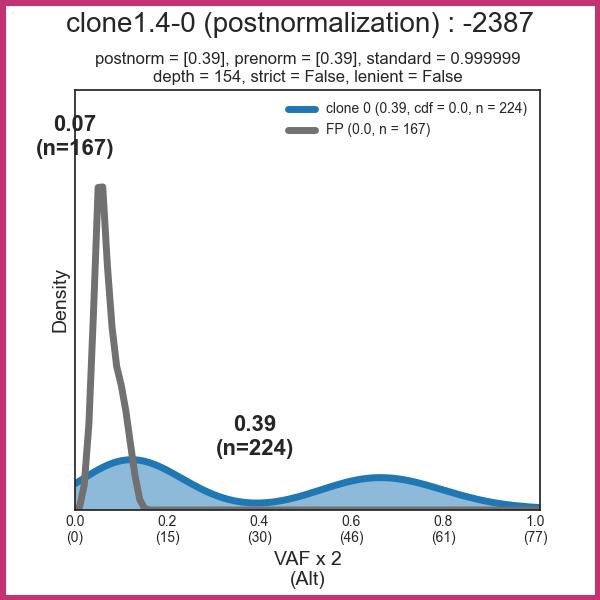 clone1.4-0 (postnormalization) : -2387
postnorm = [0.39], prenorm = [0.39], standard = 0.999999
depth = 154, strict = False, lenient = False
clone 0 (0.39, cdf = 0.0, n = 224)
FP (0.0, n = 167)
0.07
(n=167)
Density
0.39
(n=224)
0.0 0.2 0.4 0.6 0.8 1.0
(0) (15) (30) (46) (61) (77)
VAF x 2
(Alt)